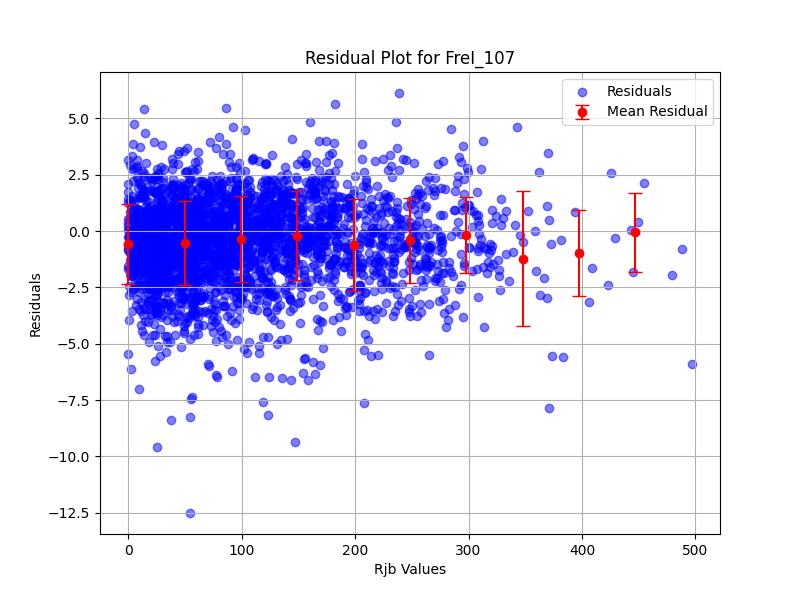 Residual Plot for FreI_107
Residuals
Mean Residual
5.0
2.5
0.0
−2.5
−5.0
−7.5
−10.0
−12.5
Residuals
0 100 200 300 400 500
Rjb Values